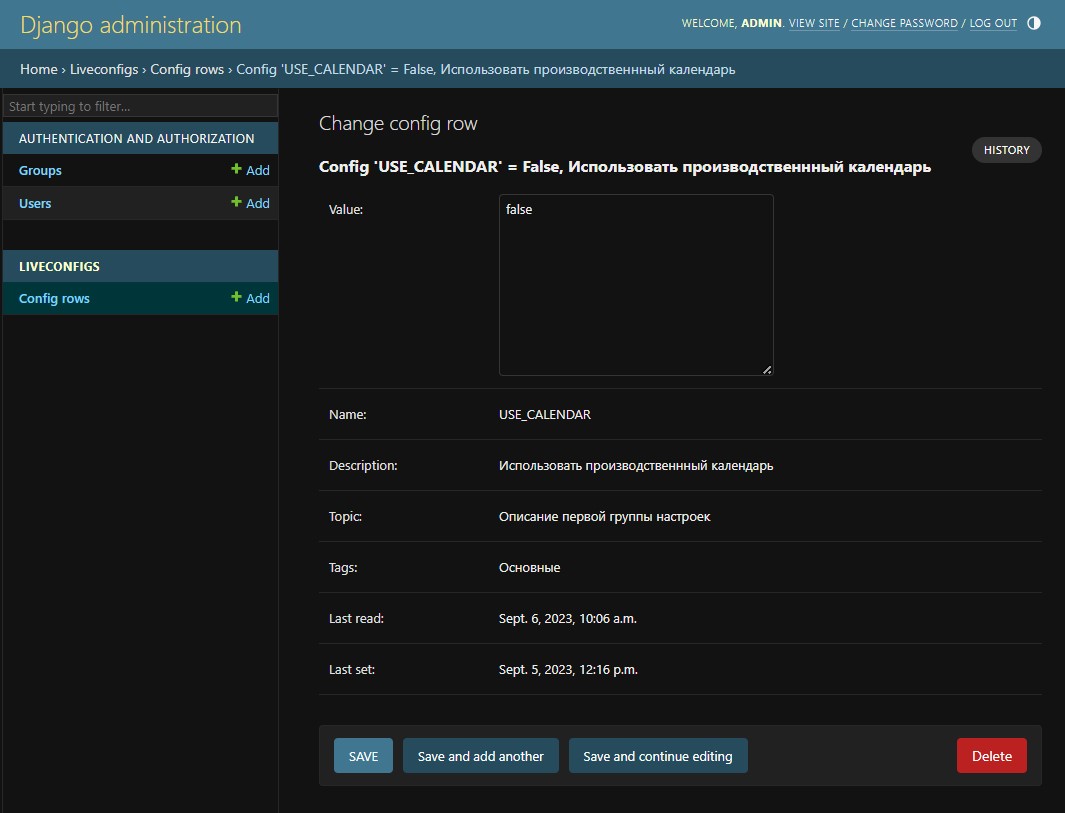 Django administration
WELCOME, ADMIN. VIEW SITE / CHANGE PASSWORD / LOG OUT
Home › Liveconfigs › Config rows › Config 'USE_CALENDAR' = False, Использовать производственнный календарь
Start typing to filter...
AUTHENTICATION AND AUTHORIZATION
Groups + Add
Users + Add
LIVECONFIGS
Config rows + Add
Change config row
HISTORY
Config 'USE_CALENDAR' = False, Использовать производственнный календарь
Value: false
Name: USE_CALENDAR
Description: Использовать производственнный календарь
Topic: Описание первой группы настроек
Tags: Основные
Last read: Sept. 6, 2023, 10:06 a.m.
Last set: Sept. 5, 2023, 12:16 p.m.
SAVE Save and add another Save and continue editing Delete